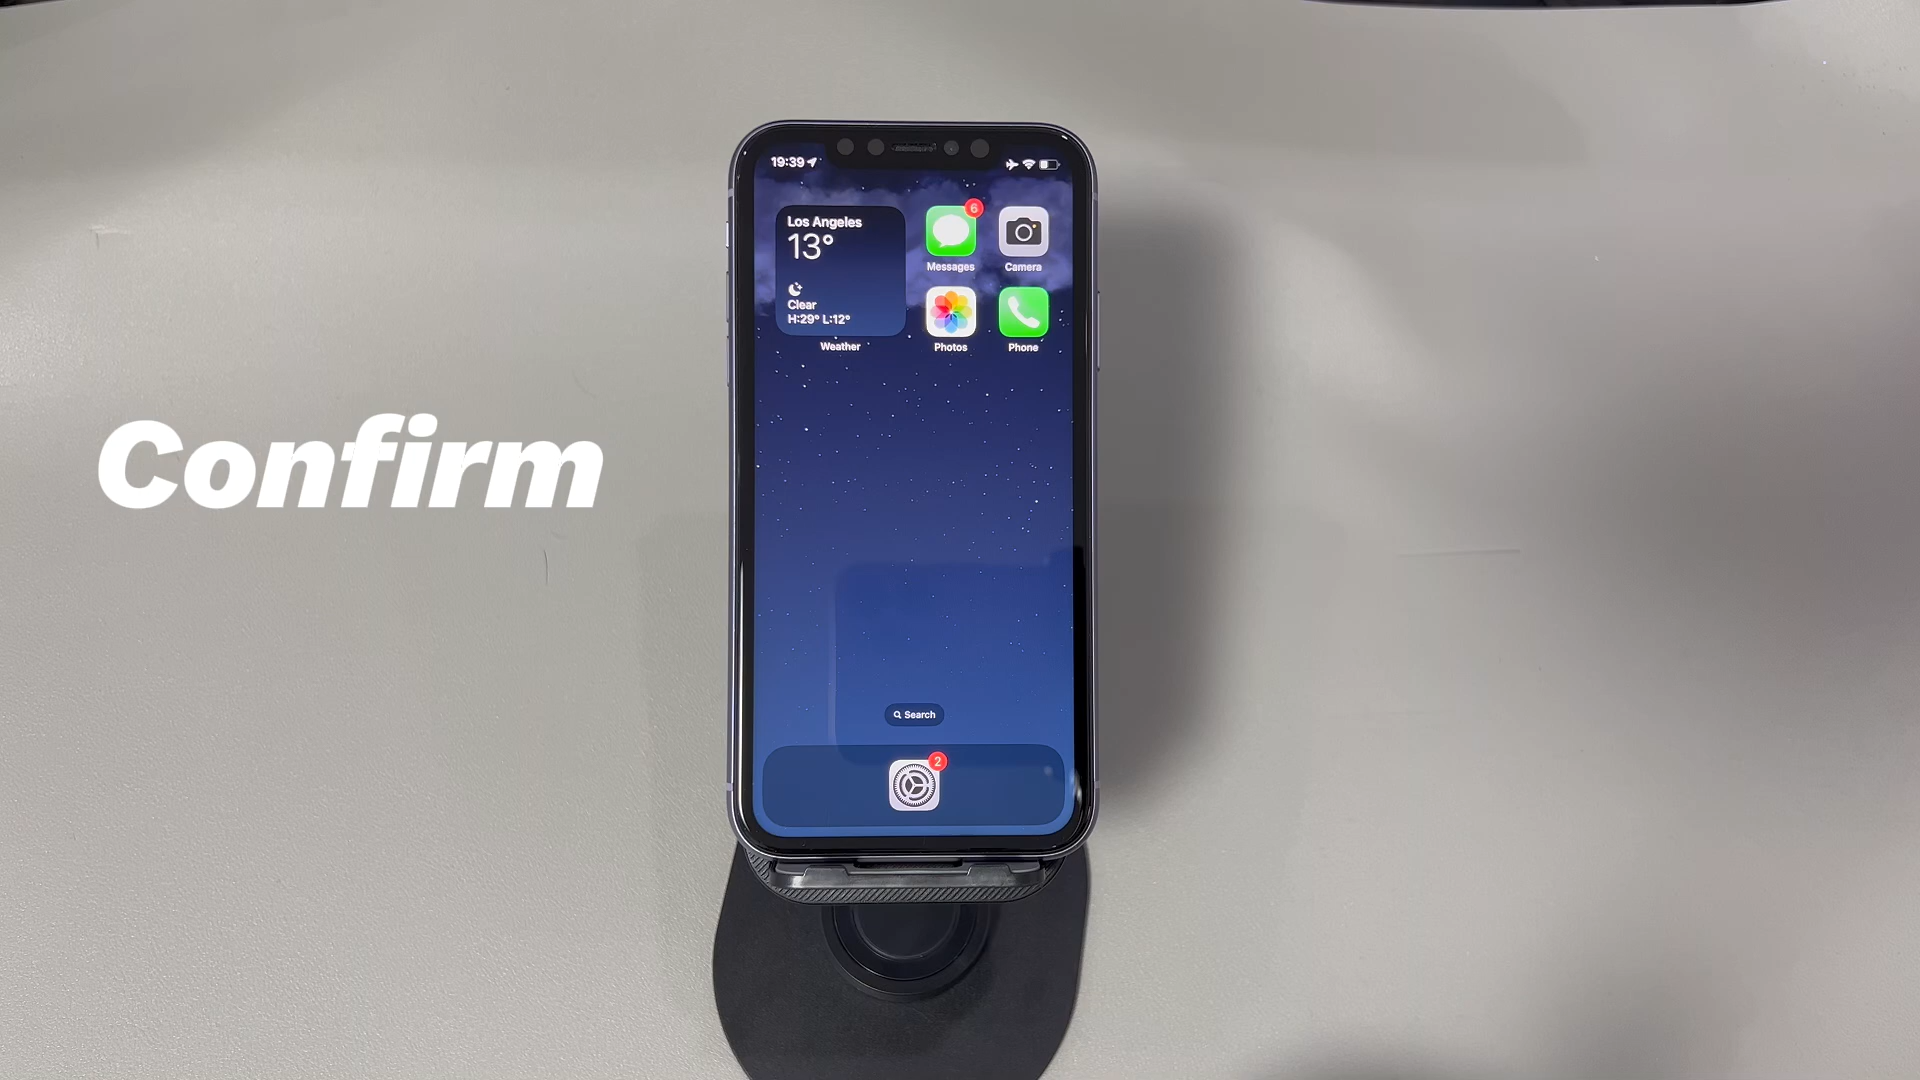 19:39
Los Angeles
13°
Clear
H:29° L:12°
Weather
6
Messages
Camera
Photos
Phone
Confirm
Search
2